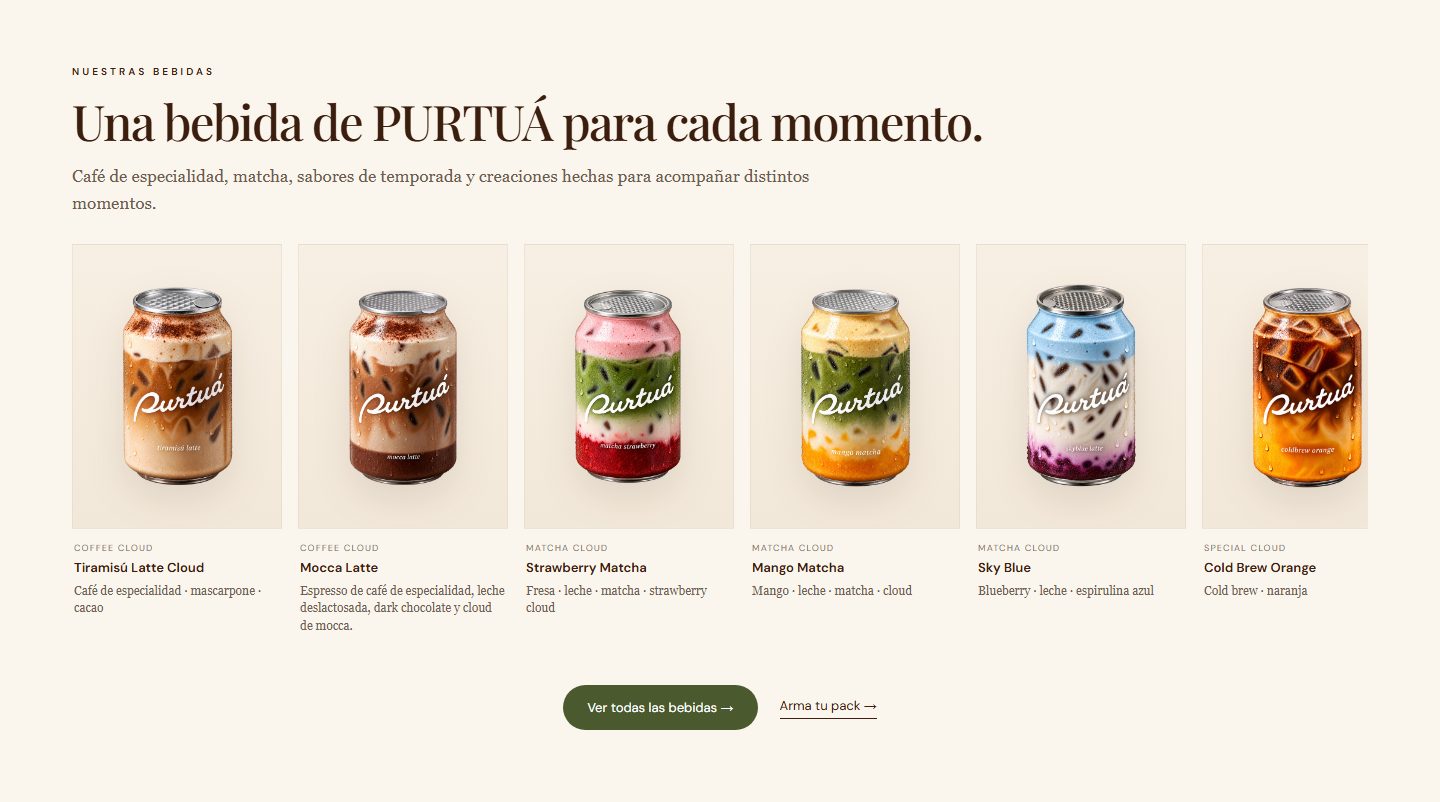 NUESTRAS BEBIDAS
Una bebida de PURTUÁ para cada momento.
Café de especialidad, matcha, sabores de temporada y creaciones hechas para acompañar distintos
momentos.
Purtuá
tiramisú latte
Purtuá
mocca latte
Purtuá
matcha strawberry
Purtuá
mango matcha
Purtuá
skyblue latte
Purtuá
coldbrew orange
COFFEE CLOUD
Tiramisú Latte Cloud
Café de especialidad · mascarpone ·
cacao
COFFEE CLOUD
Mocca Latte
Espresso de café de especialidad, leche
deslactosada, dark chocolate y cloud
de mocca.
MATCHA CLOUD
Strawberry Matcha
Fresa · leche · matcha · strawberry
cloud
MATCHA CLOUD
Mango Matcha
Mango · leche · matcha · cloud
MATCHA CLOUD
Sky Blue
Blueberry · leche · espirulina azul
SPECIAL CLOUD
Cold Brew Orange
Cold brew · naranja
Ver todas las bebidas →
Arma tu pack →